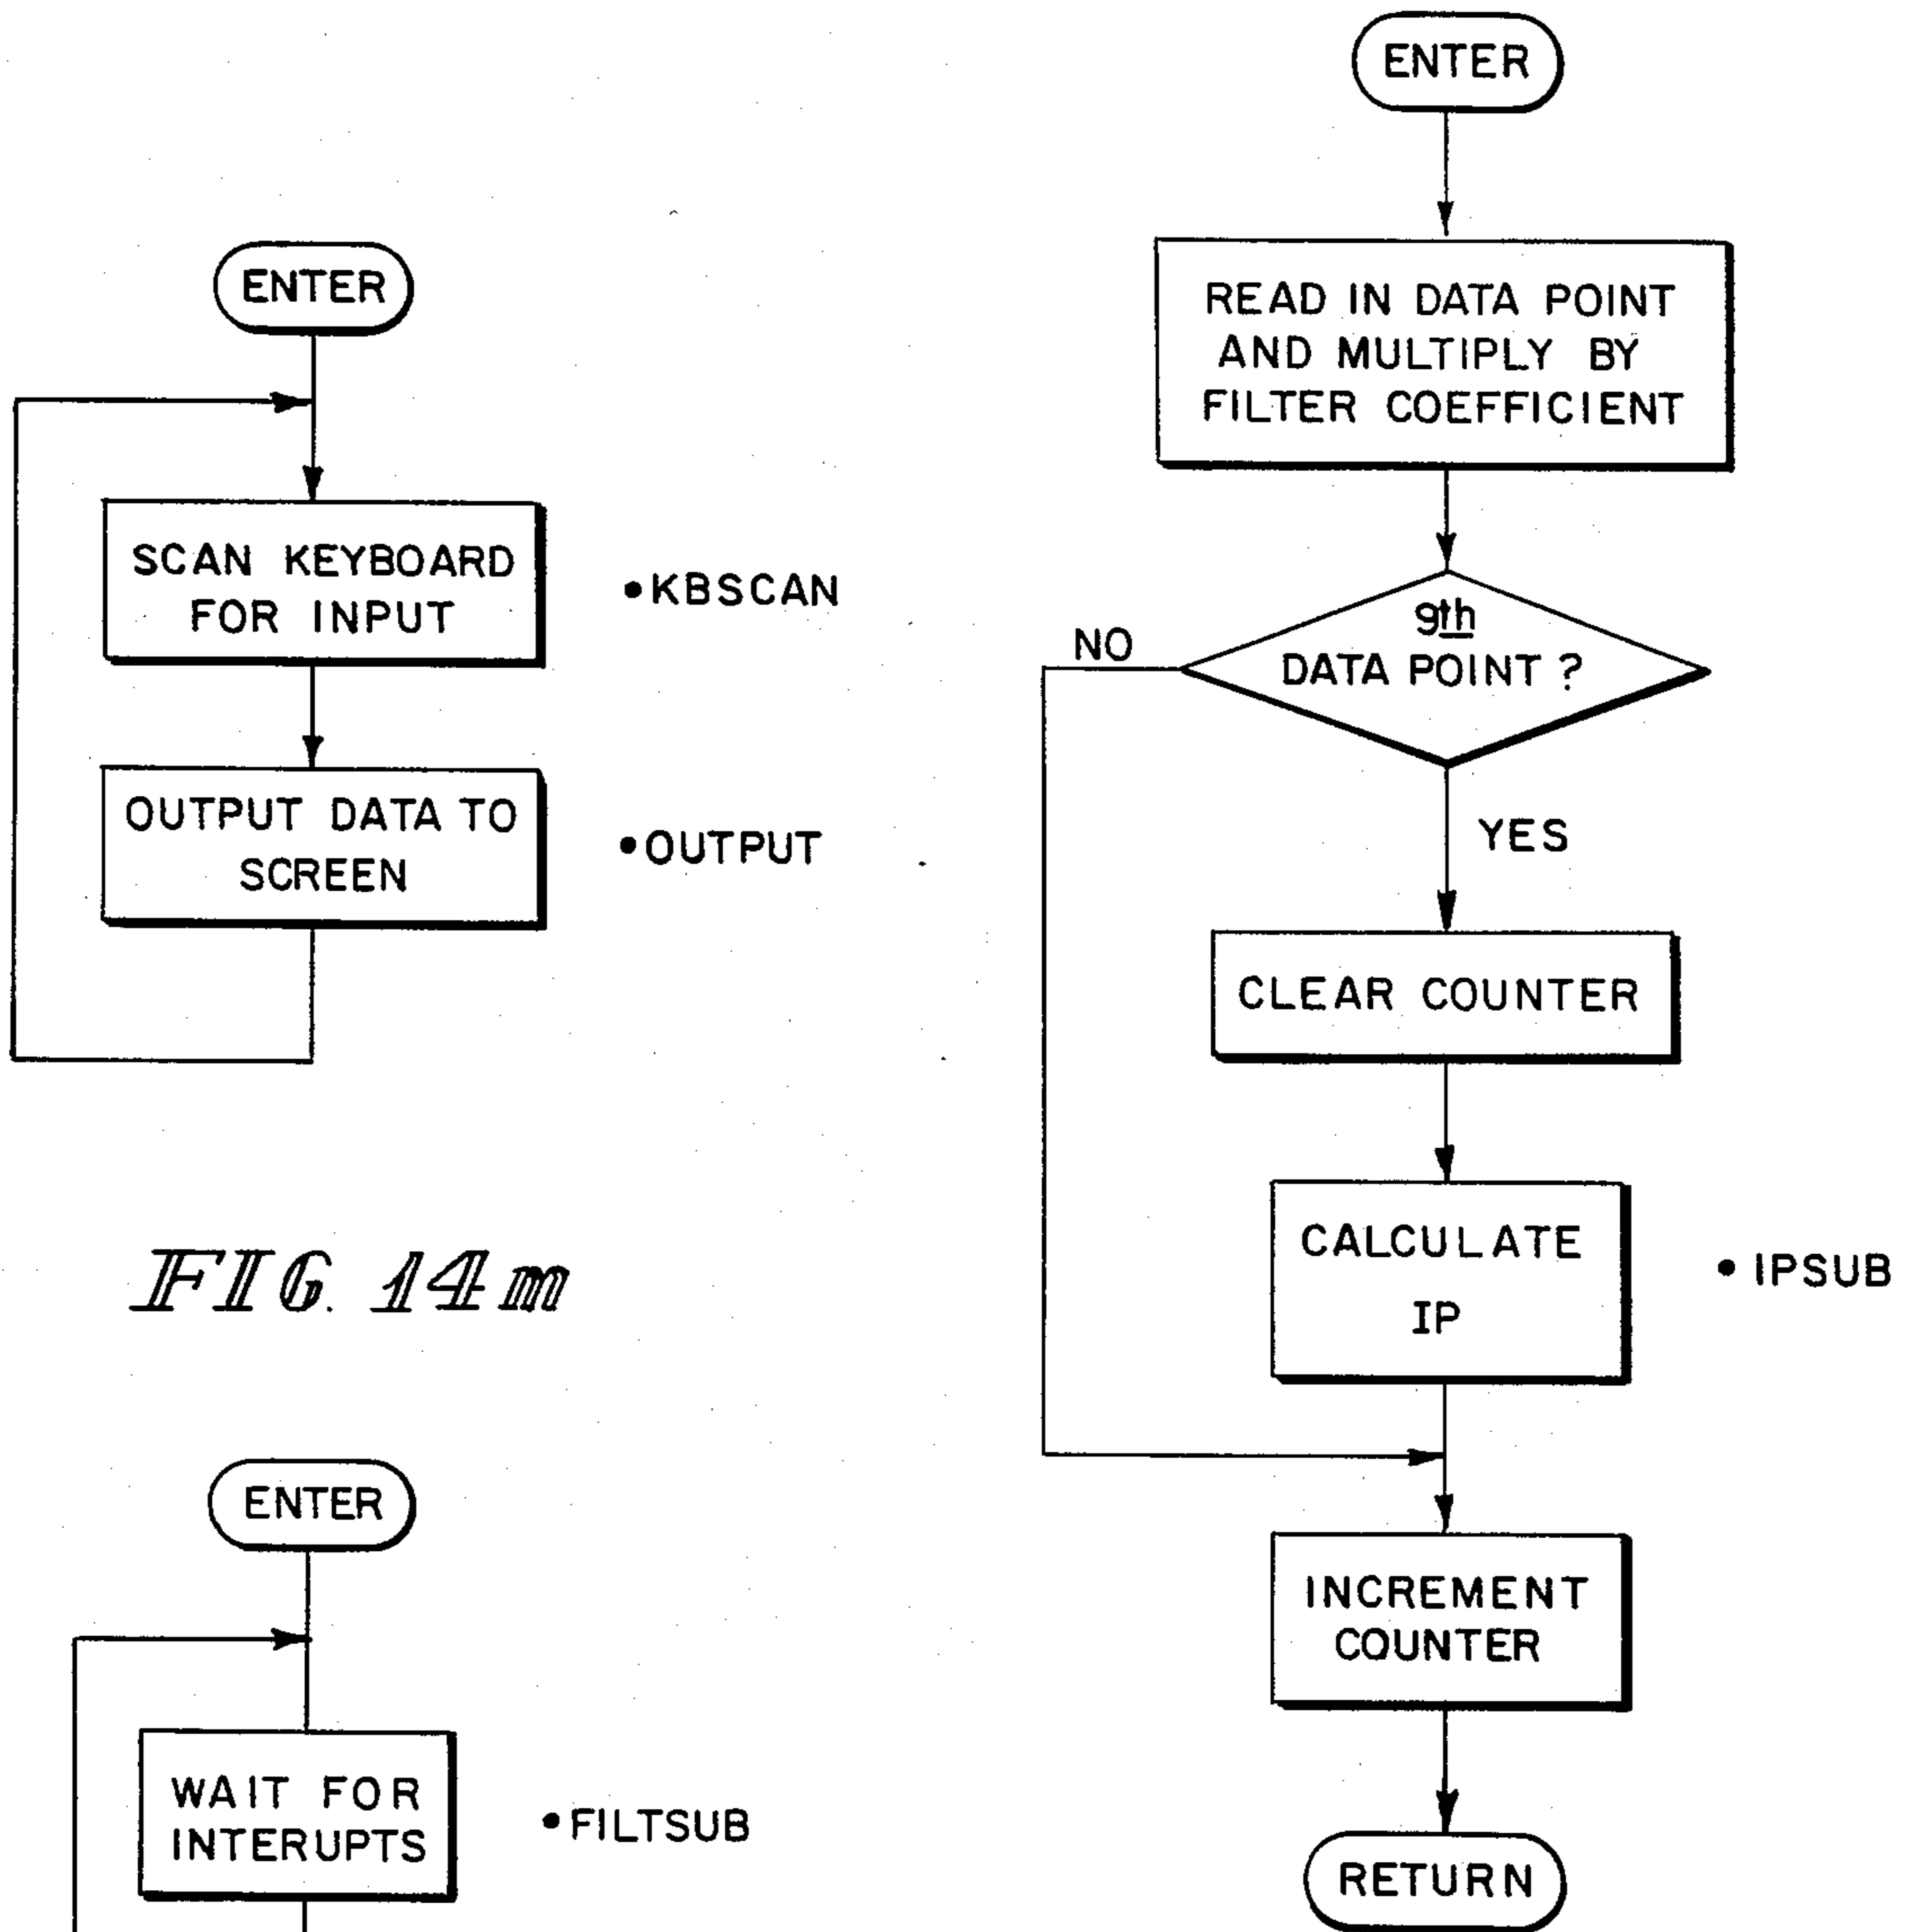 ENTER
SCAN KEYBOARD
FOR INPUT
•KBSCAN
OUTPUT DATA TO
SCREEN
•OUTPUT
FIG. 14m
ENTER
WAIT FOR
INTERUPTS
•FILTSUB
ENTER
READ IN DATA POINT
AND MULTIPLY BY
FILTER COEFFICIENT
9th
DATA POINT ?
NO
YES
CLEAR COUNTER
CALCULATE
IP
• IPSUB
INCREMENT
COUNTER
RETURN